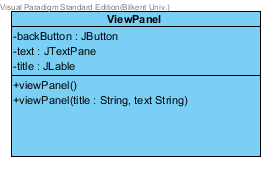 Visual Paradigm Standard Edition(Bilkent Univ.)
ViewPanel
-backButton : JButton
-text : JTextPane
-title : JLable
+viewPanel()
+viewPanel(title : String, text String)